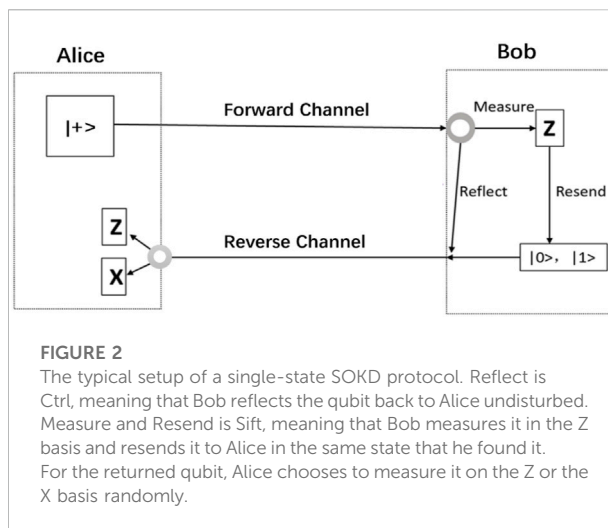 Alice
Bob
|+>
Forward Channel
Measure
Z
Reflect
Resend
Z
X
Reverse Channel
|0>, |1>
FIGURE 2
The typical setup of a single-state SOKD protocol. Reflect is
Ctrl, meaning that Bob reflects the qubit back to Alice undisturbed.
Measure and Resend is Sift, meaning that Bob measures it in the Z
basis and resends it to Alice in the same state that he found it.
For the returned qubit, Alice chooses to measure it on the Z or the
X basis randomly.